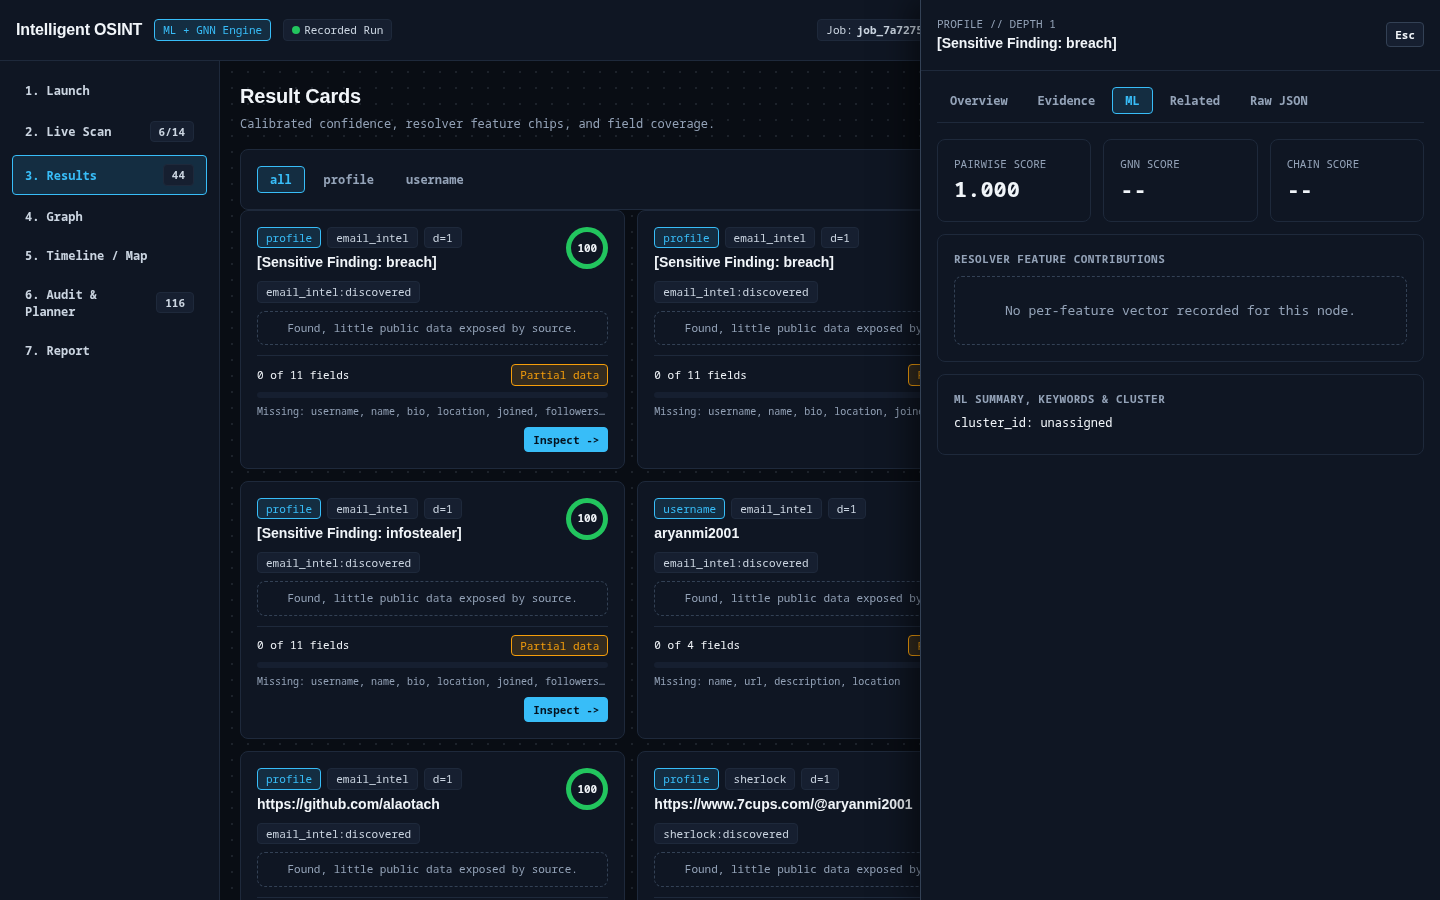 Intelligent OSINT
ML + GNN Engine
Recorded Run
Job: job_7a7275
1. Launch
2. Live Scan
6/14
3. Results
44
4. Graph
5. Timeline / Map
6. Audit &
Planner
116
7. Report
Result Cards
Calibrated confidence, resolver feature chips, and field coverage.
all
profile
username
profile
email_intel
d=1
100
[Sensitive Finding: breach]
email_intel:discovered
Found, little public data exposed by source.
0 of 11 fields
Partial data
Missing: username, name, bio, location, joined, followers…
Inspect ->
profile
email_intel
d=1
[Sensitive Finding: breach]
email_intel:discovered
Found, little public data exposed by
0 of 11 fields
Missing: username, name, bio, location, joine
profile
email_intel
d=1
100
[Sensitive Finding: infostealer]
email_intel:discovered
Found, little public data exposed by source.
0 of 11 fields
Partial data
Missing: username, name, bio, location, joined, followers…
Inspect ->
username
email_intel
d=1
aryanmi2001
email_intel:discovered
Found, little public data exposed by
0 of 4 fields
Missing: name, url, description, location
profile
email_intel
d=1
100
https://github.com/alaotach
email_intel:discovered
Found, little public data exposed by source.
profile
sherlock
d=1
https://www.7cups.com/@aryanmi2001
sherlock:discovered
Found, little public data exposed by
PROFILE // DEPTH 1
[Sensitive Finding: breach]
Esc
Overview
Evidence
ML
Related
Raw JSON
PAIRWISE SCORE
1.000
GNN SCORE
--
CHAIN SCORE
--
RESOLVER FEATURE CONTRIBUTIONS
No per-feature vector recorded for this node.
ML SUMMARY, KEYWORDS & CLUSTER
cluster_id: unassigned